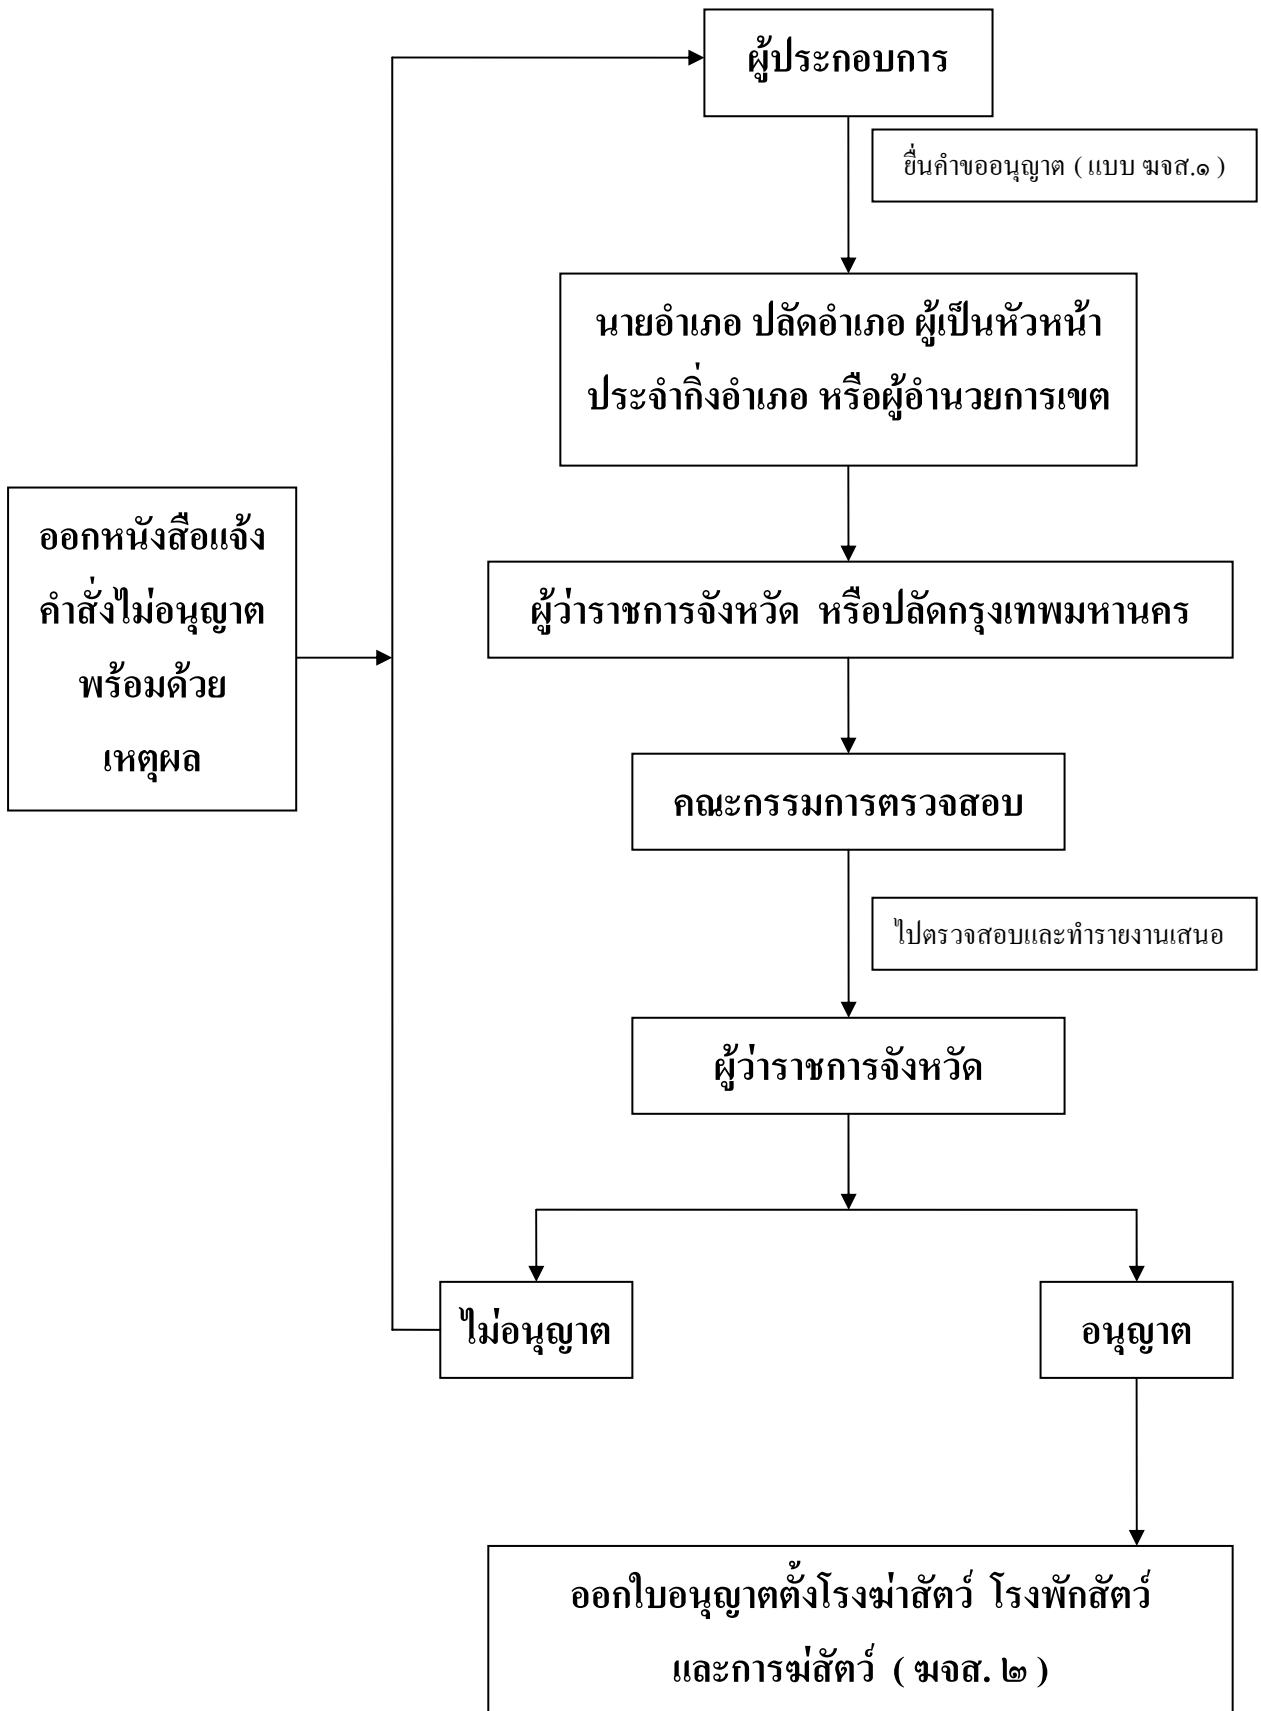 ผู้ประกอบการ
ยื่นคำขออนุญาต ( แบบ ฆจส.๑ )
นายอำเภอ ปลัดอำเภอ ผู้เป็นหัวหน้า
ประจำกิ่งอำเภอ หรือผู้อำนวยการเขต
ออกหนังสือแจ้ง
คำสั่งไม่อนุญาต
พร้อมด้วย
เหตุผล
ผู้ว่าราชการจังหวัด หรือปลัดกรุงเทพมหานคร
คณะกรรมการตรวจสอบ
ไปตรวจสอบและทำรายงานเสนอ
ผู้ว่าราชการจังหวัด
ไม่อนุญาต
อนุญาต
ออกใบอนุญาตตั้งโรงฆ่าสัตว์ โรงพักสัตว์
และการฆ่สัตว์ ( ฆจส. ๒ )